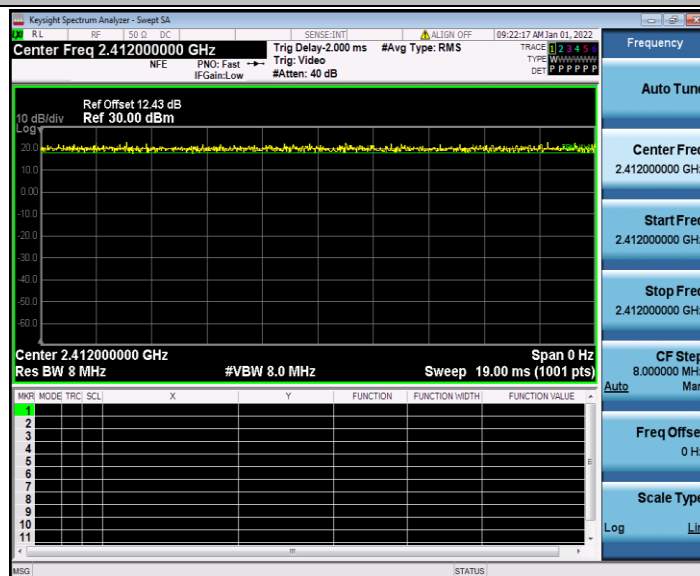 Keysight Spectrum Analyzer - Swept SA
RL RF 50 Ω DC SENSE:INT ALIGN OFF 09:22:17 AM Jan 01, 2022
Center Freq 2.412000000 GHz Trig Delay-2.000 ms #Avg Type: RMS TRACE 1 2 3 4 5 6
NFE PNO: Fast Trig: Video TYPE WWWWWW
IFGain:Low #Atten: 40 dB DET P P P P P P
Ref Offset 12.43 dB
10 dB/div Ref 30.00 dBm
Log
20.0
10.0
0.00
-10.0
-20.0
-30.0
-40.0
-50.0
-60.0
Center 2.412000000 GHz Span 0 Hz
Res BW 8 MHz #VBW 8.0 MHz Sweep 19.00 ms (1001 pts)
MKR MODE TRC SCL X Y FUNCTION FUNCTION WIDTH FUNCTION VALUE
1
2
3
4
5
6
7
8
9
10
11
MSG STATUS
Frequency
Auto Tune
Center Freq
2.412000000 GHz
Start Freq
2.412000000 GHz
Stop Freq
2.412000000 GHz
CF Step
8.000000 MHz
Auto Man
Freq Offset
0 Hz
Scale Type
Log Lin